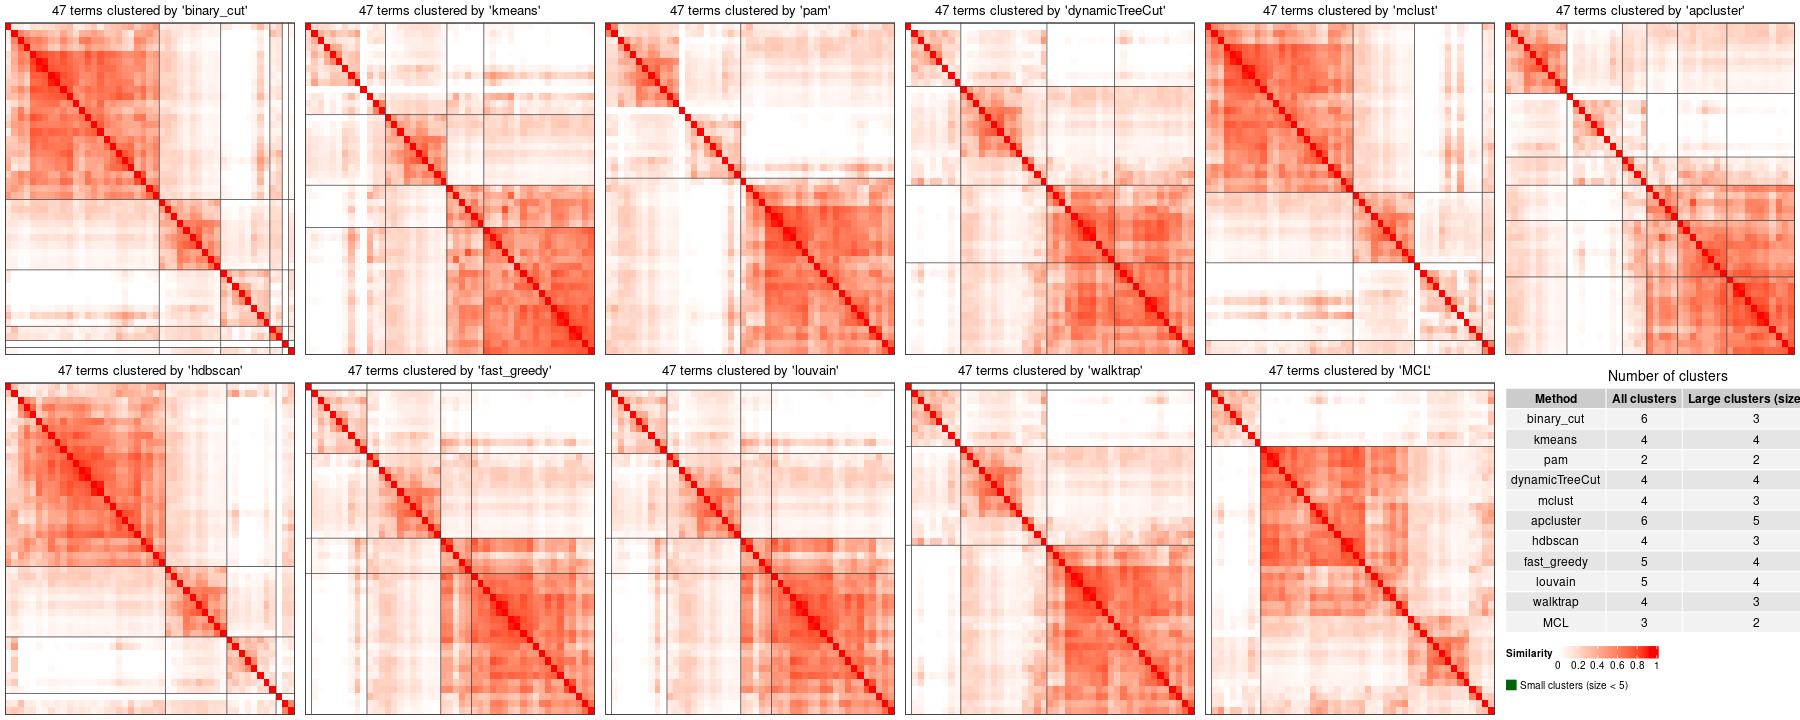 47 terms clustered by 'binary_cut'
47 terms clustered by 'kmeans'
47 terms clustered by 'pam'
47 terms clustered by 'dynamicTreeCut'
47 terms clustered by 'mclust'
47 terms clustered by 'apcluster'
47 terms clustered by 'hdbscan'
47 terms clustered by 'fast_greedy'
47 terms clustered by 'louvain'
47 terms clustered by 'walktrap'
47 terms clustered by 'MCL'
Number of clusters
Method All clusters Large clusters (size
binary_cut 6 3
kmeans 4 4
pam 2 2
dynamicTreeCut 4 4
mclust 4 3
apcluster 6 5
hdbscan 4 3
fast_greedy 5 4
louvain 5 4
walktrap 4 3
MCL 3 2
Similarity
0 0.2 0.4 0.6 0.8 1
Small clusters (size < 5)